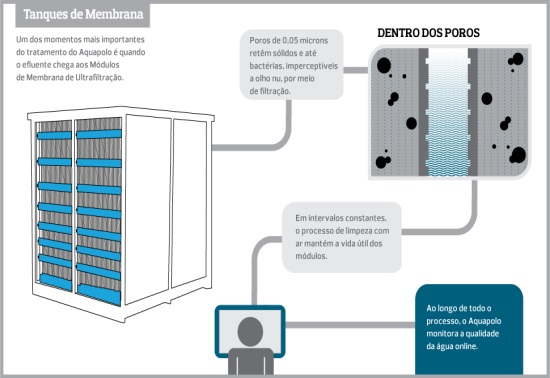 Tanques de Membrana
Um dos momentos mais importantes
do tratamento do Aquapolo é quando
o efluente chega aos Módulos
de Membrana de Ultrafiltração.
Poros de 0,05 microns
retêm sólidos e até
bactérias, imperceptíveis
a olho nu, por meio
de filtração.
DENTRO DOS POROS
Em intervalos constantes,
o processo de limpeza com
ar mantém a vida útil dos
módulos.
Ao longo de todo o
processo, o Aquapolo
monitora a qualidade
da água online.